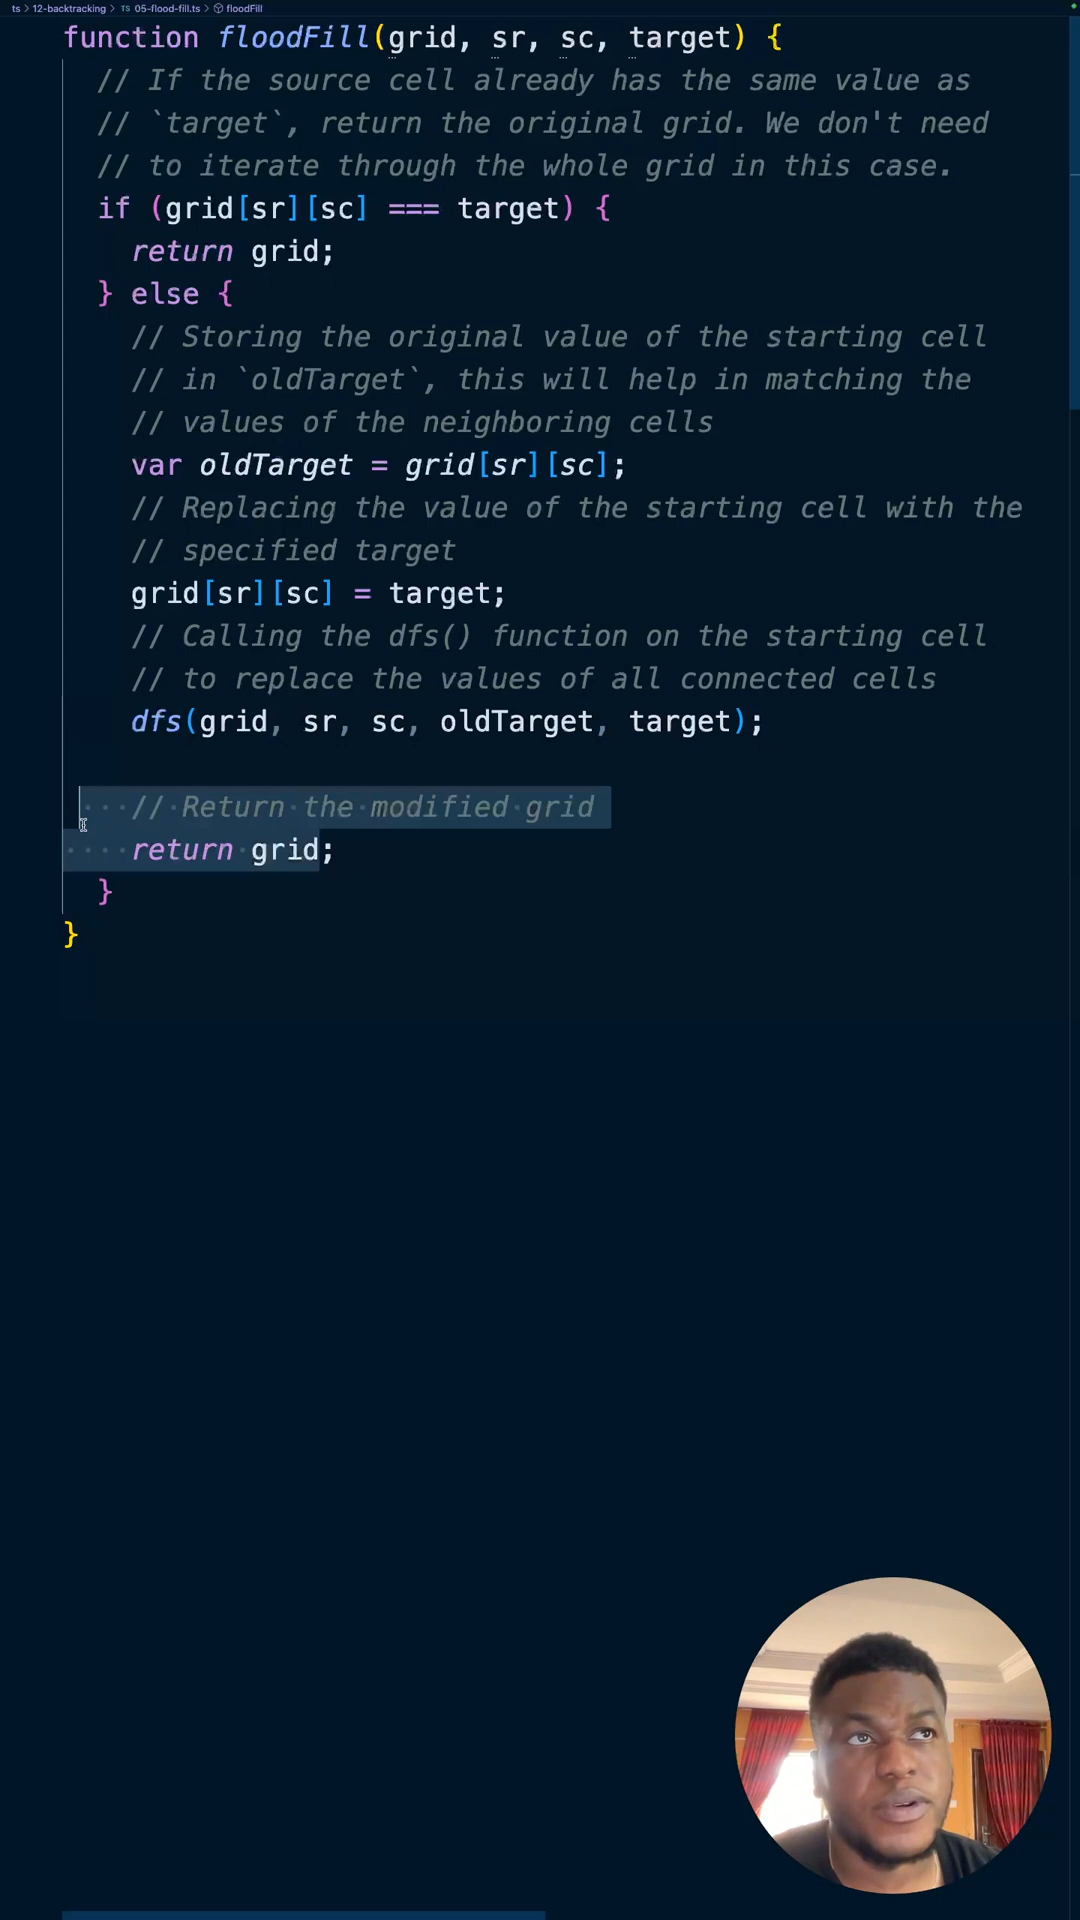 ts > 12-backtracking > TS 05-flood-fill.ts > floodFill
function floodFill(grid, sr, sc, target) {
// If the source cell already has the same value as
// `target`, return the original grid. We don't need
// to iterate through the whole grid in this case.
if (grid[sr][sc] === target) {
return grid;
} else {
// Storing the original value of the starting cell
// in `oldTarget`, this will help in matching the
// values of the neighboring cells
var oldTarget = grid[sr][sc];
// Replacing the value of the starting cell with the
// specified target
grid[sr][sc] = target;
// Calling the dfs() function on the starting cell
// to replace the values of all connected cells
dfs(grid, sr, sc, oldTarget, target);
// Return the modified grid
return grid;
}
}